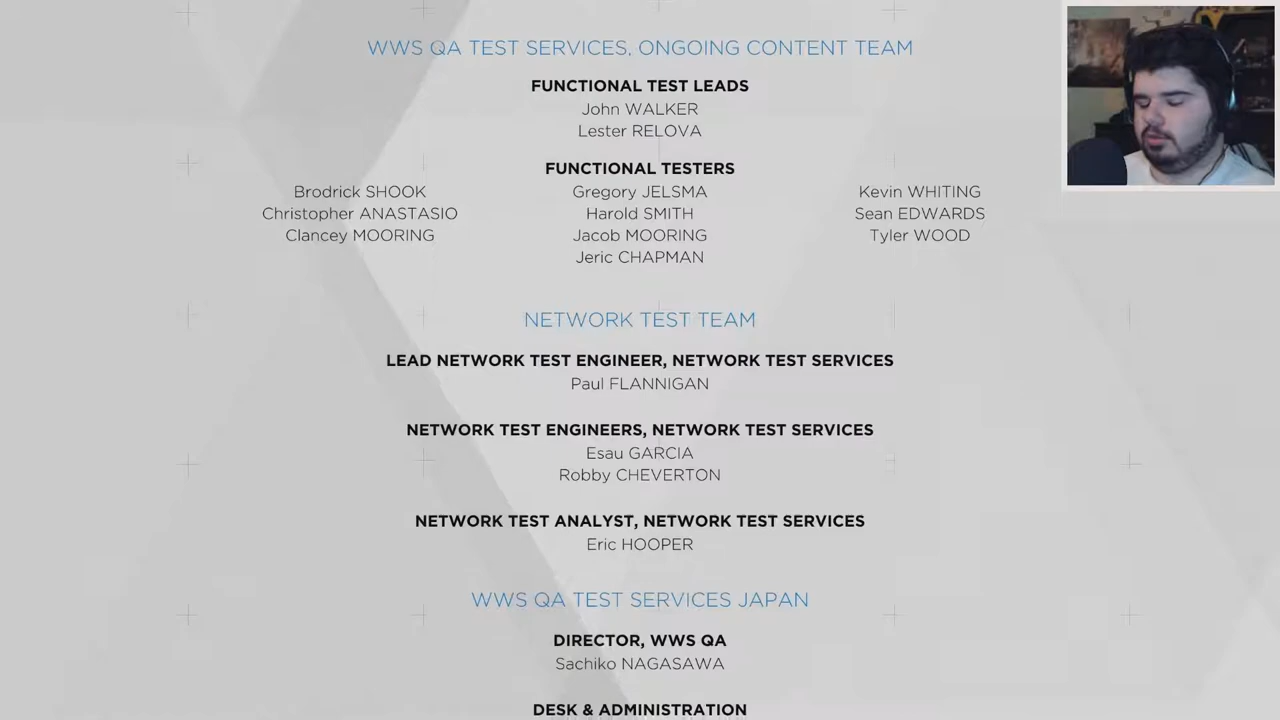 WWS QA TEST SERVICES, ONGOING CONTENT TEAM
FUNCTIONAL TEST LEADS
John WALKER
Lester RELOVA
FUNCTIONAL TESTERS
Brodrick SHOOK Gregory JELSMA Kevin WHITING
Christopher ANASTASIO Harold SMITH Sean EDWARDS
Clancey MOORING Jacob MOORING Tyler WOOD
Jeric CHAPMAN
NETWORK TEST TEAM
LEAD NETWORK TEST ENGINEER, NETWORK TEST SERVICES
Paul FLANNIGAN
NETWORK TEST ENGINEERS, NETWORK TEST SERVICES
Esau GARCIA
Robby CHEVERTON
NETWORK TEST ANALYST, NETWORK TEST SERVICES
Eric HOOPER
WWS QA TEST SERVICES JAPAN
DIRECTOR, WWS QA
Sachiko NAGASAWA
DESK & ADMINISTRATION